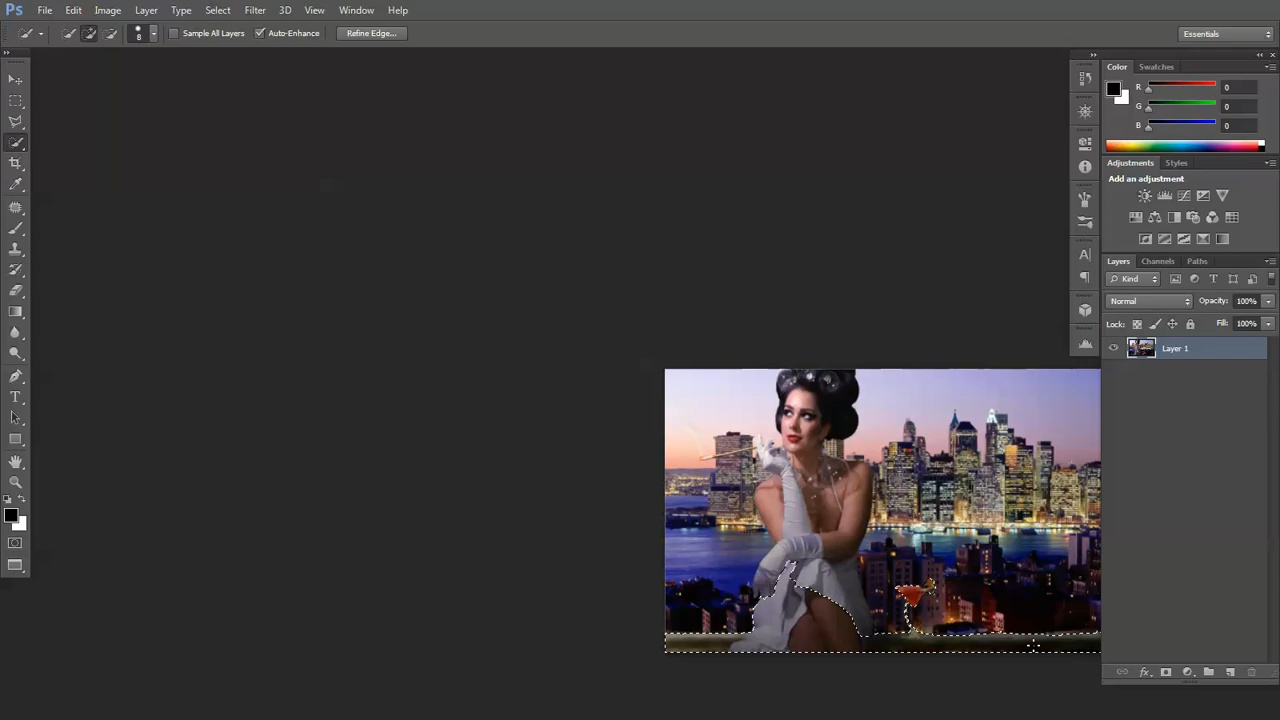 Ps File Edit Image Layer Type Select Filter 3D View Window Help
8 Sample All Layers Auto-Enhance Refine Edge... Essentials
Color Swatches
R 0
G 0
B 0
Adjustments Styles
Add an adjustment
Layers Channels Paths
Kind
Normal Opacity: 100%
Lock: Fill: 100%
Layer 1